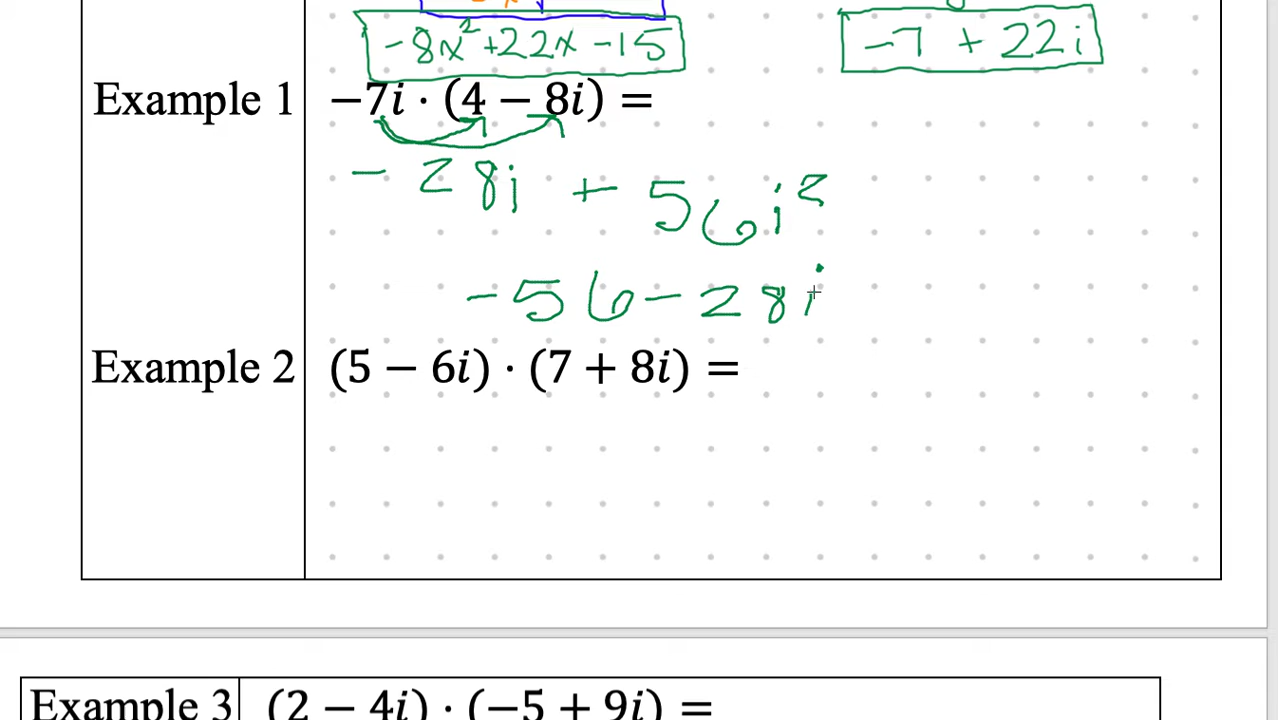 -8x²+22x-15
-7 + 22i
Example 1 −7i · (4 − 8i) =
- 28i + 56i²
-56-28i
Example 2 (5 − 6i) · (7 + 8i) =
Example 3 (2 − 4i) · (−5 + 9i) =